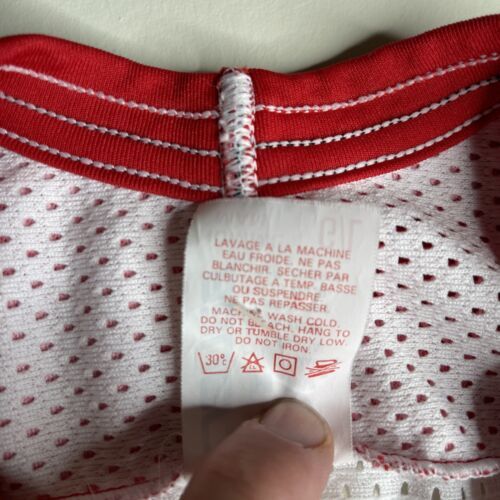 LAVAGE A LA MACHINE
EAU FROIDE. NE PAS
BLANCHIR. SECHER PAR
CULBUTAGE A TEMP. BASSE
OU SUSPENDRE.
NE PAS REPASSER.
WASH COLD.
DO NOT BLEACH. HANG TO
DRY OR TUMBLE DRY LOW.
DO NOT IRON.
30°